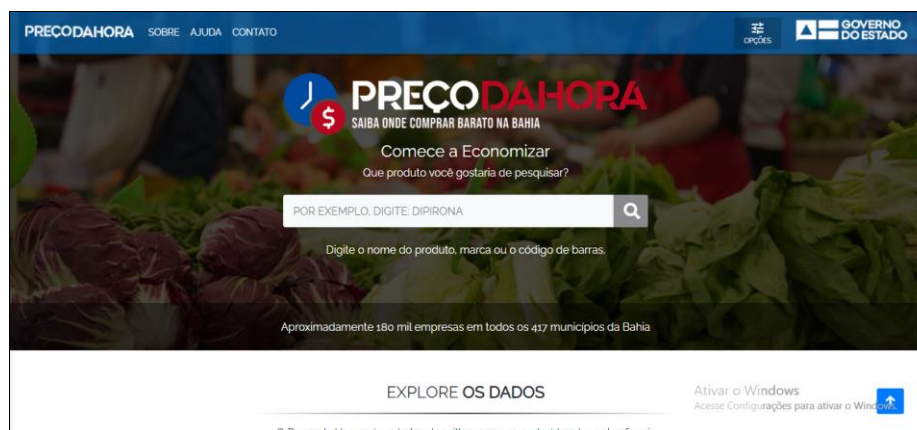 PREÇODAHORA SOBRE AJUDA CONTATO
OPÇÕES
GOVERNO
DO ESTADO
PREÇODAHORA
SAIBA ONDE COMPRAR BARATO NA BAHIA
Comece a Economizar
Que produto você gostaria de pesquisar?
POR EXEMPLO, DIGITE: DIPIRONA
Digite o nome do produto, marca ou o código de barras.
Aproximadamente 180 mil empresas em todos os 417 municípios da Bahia
EXPLORE OS DADOS
Ativar o Windows
Acesse Configurações para ativar o Windows.